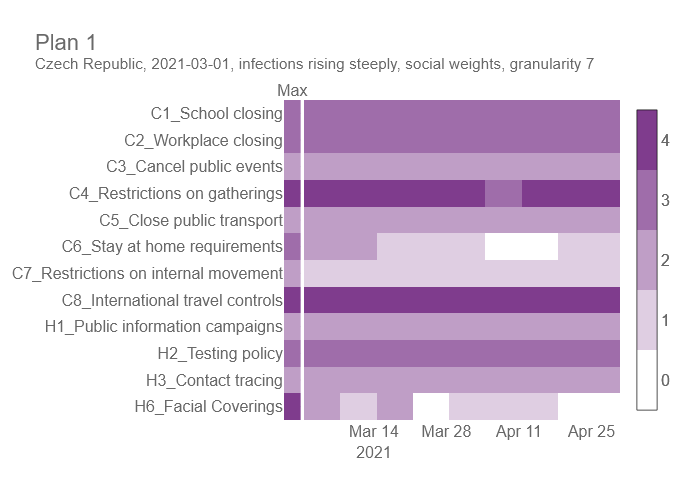 Plan 1
Czech Republic, 2021-03-01, infections rising steeply, social weights, granularity 7
Max
C1_School closing
C2_Workplace closing
C3_Cancel public events
C4_Restrictions on gatherings
C5_Close public transport
C6_Stay at home requirements
C7_Restrictions on internal movement
C8_International travel controls
H1_Public information campaigns
H2_Testing policy
H3_Contact tracing
H6_Facial Coverings
Mar 14
2021
Mar 28
Apr 11
Apr 25
4
3
2
1
0